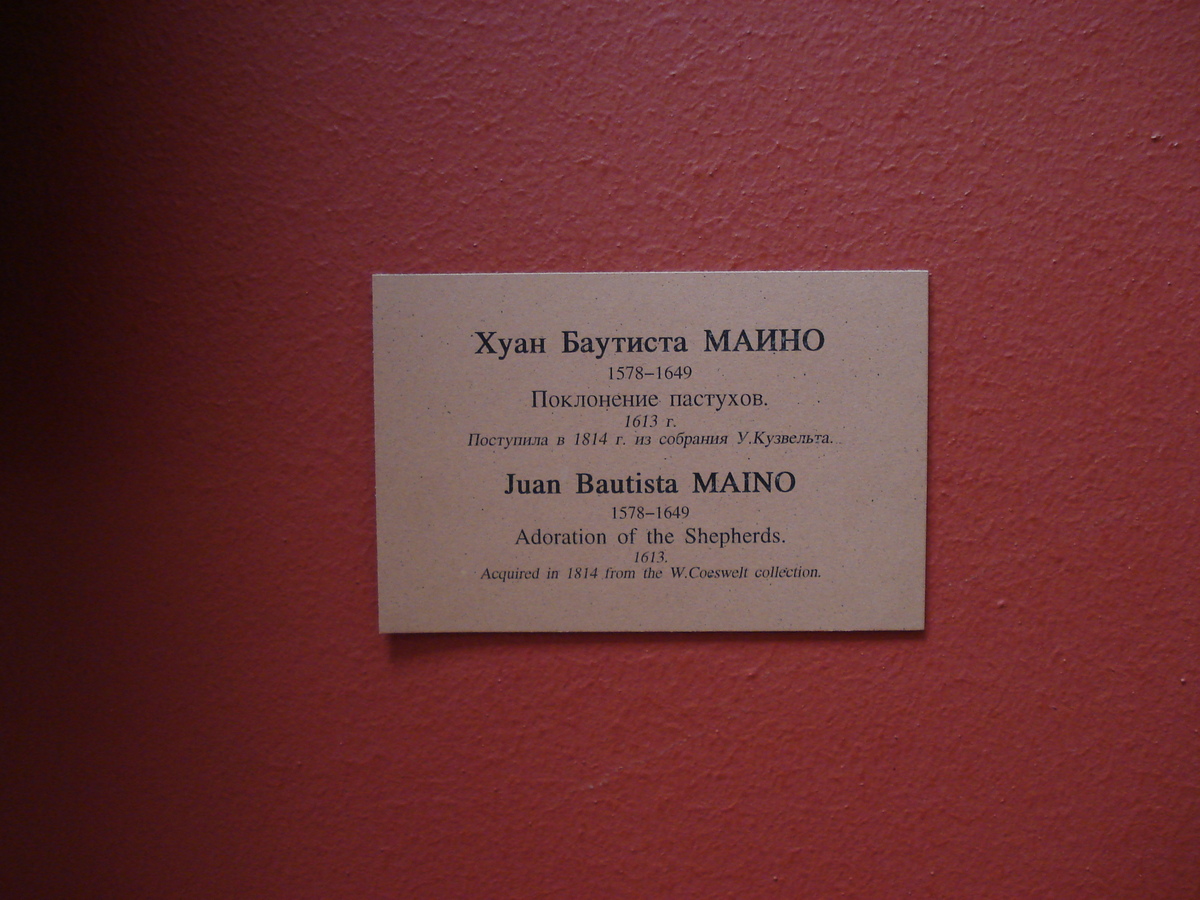 Хуан Баутиста МАИНО
1578–1649
Поклонение пастухов.
1613 г.
Поступила в 1814 г. из собрания У.Кузвельта.
Juan Bautista MAINO
1578–1649
Adoration of the Shepherds.
1613.
Acquired in 1814 from the W.Coeswelt collection.